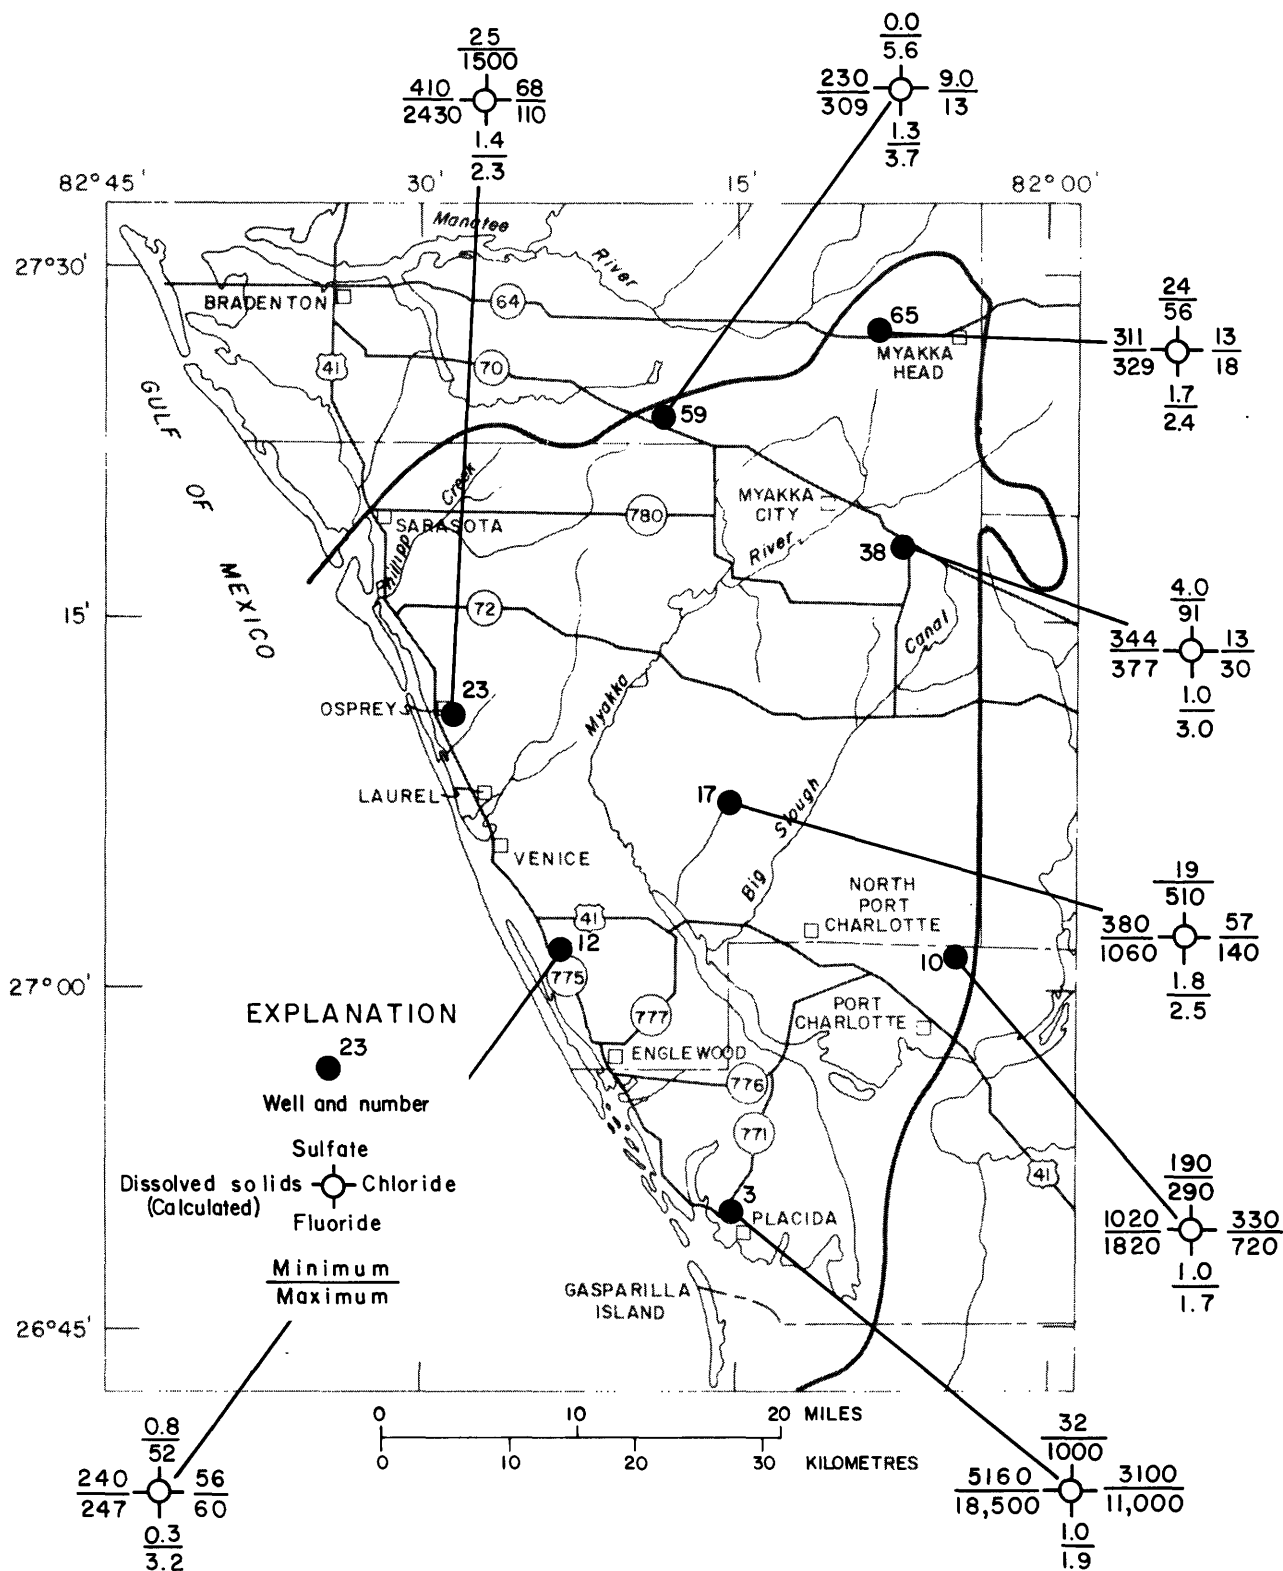 25
1500
410
2430
68
110
1.4
2.3
0.0
5.6
230
309
9.0
13
1.3
3.7
82°45'
30'
15'
82°00'
27°30'
15'
27°00'
26°45'
Manatee
River
BRADENTON
64
41
70
65
MYAKKA
HEAD
24
56
311
329
13
18
1.7
2.4
59
GULF OF MEXICO
Phillipp Creek
SARASOTA
780
MYAKKA
CITY
River
38
72
Canal
4.0
91
344
377
13
30
1.0
3.0
Myakka
23
OSPREY
LAUREL
VENICE
17
Big Slough
19
510
380
1060
57
140
1.8
2.5
NORTH
PORT
CHARLOTTE
41
12
775
10
777
PORT
CHARLOTTE
ENGLEWOOD
776
771
41
EXPLANATION
23
Well and number
Sulfate
Dissolved solids
(Calculated)
Chloride
Fluoride
Minimum
Maximum
3
PLACIDA
GASPARILLA
ISLAND
190
290
1020
1820
330
720
1.0
1.7
0 10 20 MILES
0 10 20 30 KILOMETRES
0.8
52
240
247
56
60
0.3
3.2
32
1000
5160
18,500
3100
11,000
1.0
1.9